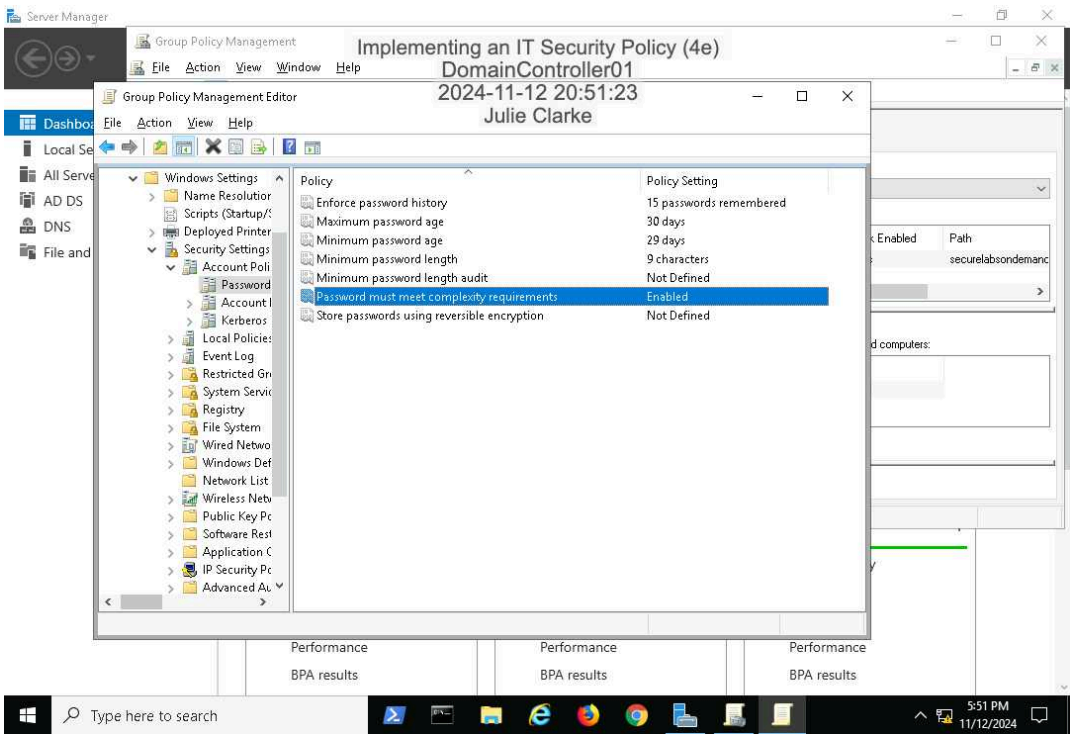 Server Manager
Group Policy Management
Implementing an IT Security Policy (4e)
DomainController01
2024-11-12 20:51:23
Julie Clarke
File Action View Window Help
Group Policy Management Editor
File Action View Help
Dashboa
Local Se
All Serve
AD DS
DNS
File and
Windows Settings
Name Resolution
Scripts (Startup/S
Deployed Printer
Security Settings
Account Poli
Password
Account l
Kerberos
Local Policies
Event Log
Restricted Gro
System Servic
Registry
File System
Wired Netwo
Windows Def
Network List
Wireless Netw
Public Key Po
Software Rest
Application C
IP Security Po
Advanced Au
Policy Policy Setting
Enforce password history 15 passwords remembered
Maximum password age 30 days
Minimum password age 29 days
Minimum password length 9 characters
Minimum password length audit Not Defined
Password must meet complexity requirements Enabled
Store passwords using reversible encryption Not Defined
Enabled Path
securelabsondemanc
d computers:
Performance Performance Performance
BPA results BPA results BPA results
Type here to search
5:51 PM
11/12/2024